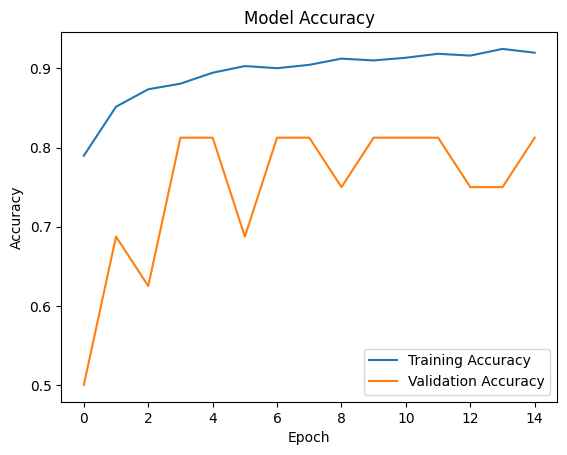 Model Accuracy
Accuracy
0.9
0.8
0.7
0.6
0.5
0 2 4 6 8 10 12 14
Epoch
Training Accuracy
Validation Accuracy